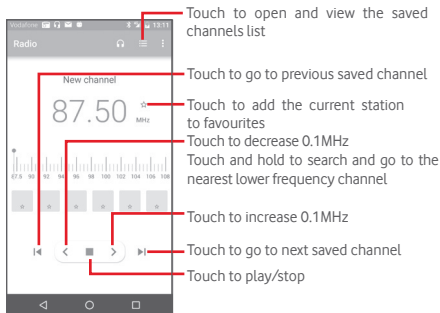 Vodafone 13:11
Radio
New channel
87.50
MHz
87.5 90 92 94 96 98 100 102 104 106 108
Touch to open and view the saved
channels list
Touch to go to previous saved channel
Touch to add the current station
to favourites
Touch to decrease 0.1MHz
Touch and hold to search and go to the
nearest lower frequency channel
Touch to increase 0.1MHz
Touch to go to next saved channel
Touch to play/stop